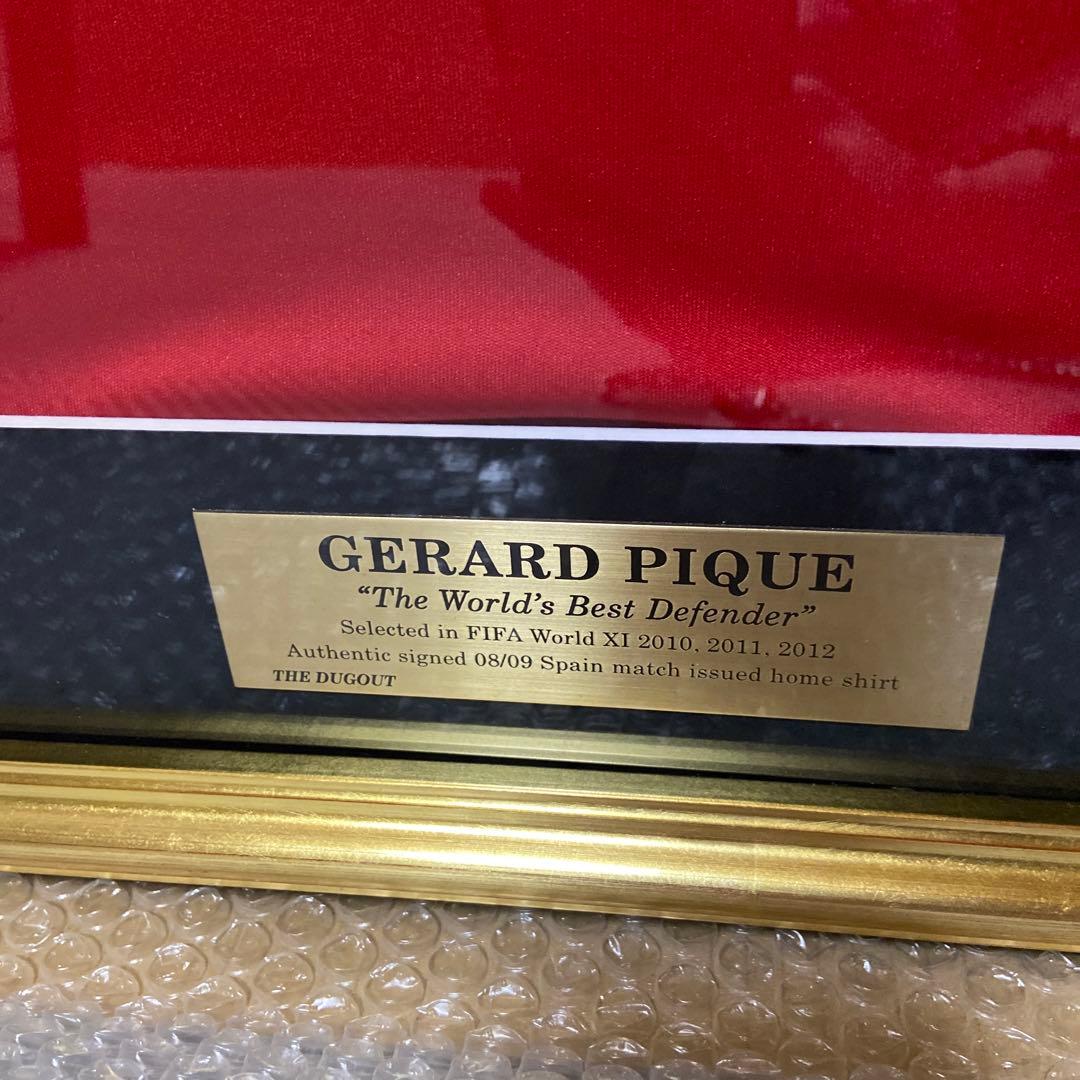 GERARD PIQUE
“The World’s Best Defender”
Selected in FIFA World XI 2010, 2011, 2012
Authentic signed 08/09 Spain match issued home shirt
THE DUGOUT